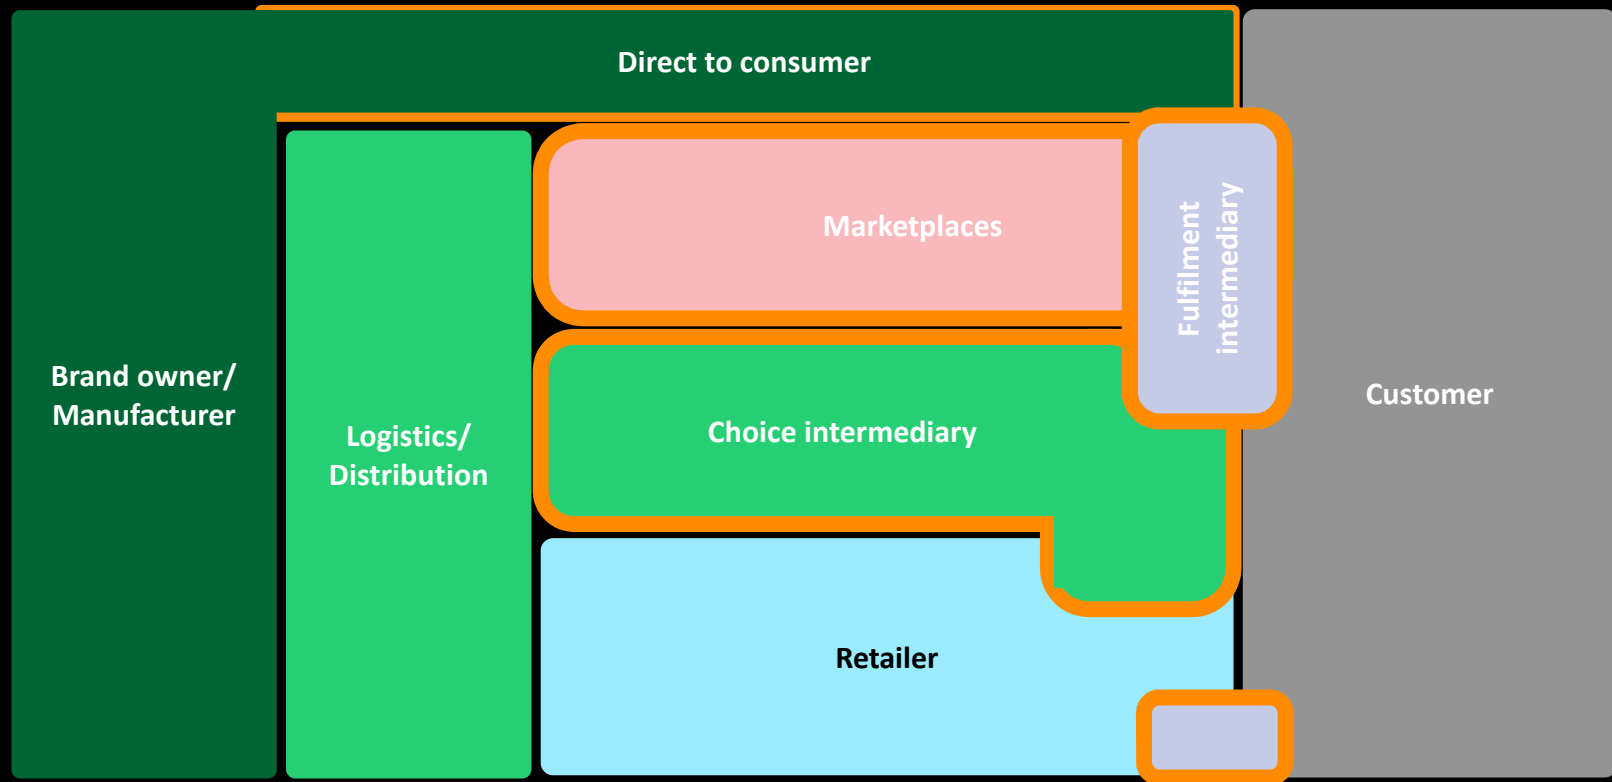 Direct to consumer
Marketplaces
Fulfilment
intermediary
Brand owner/
Manufacturer
Customer
Logistics/
Distribution
Choice intermediary
Retailer